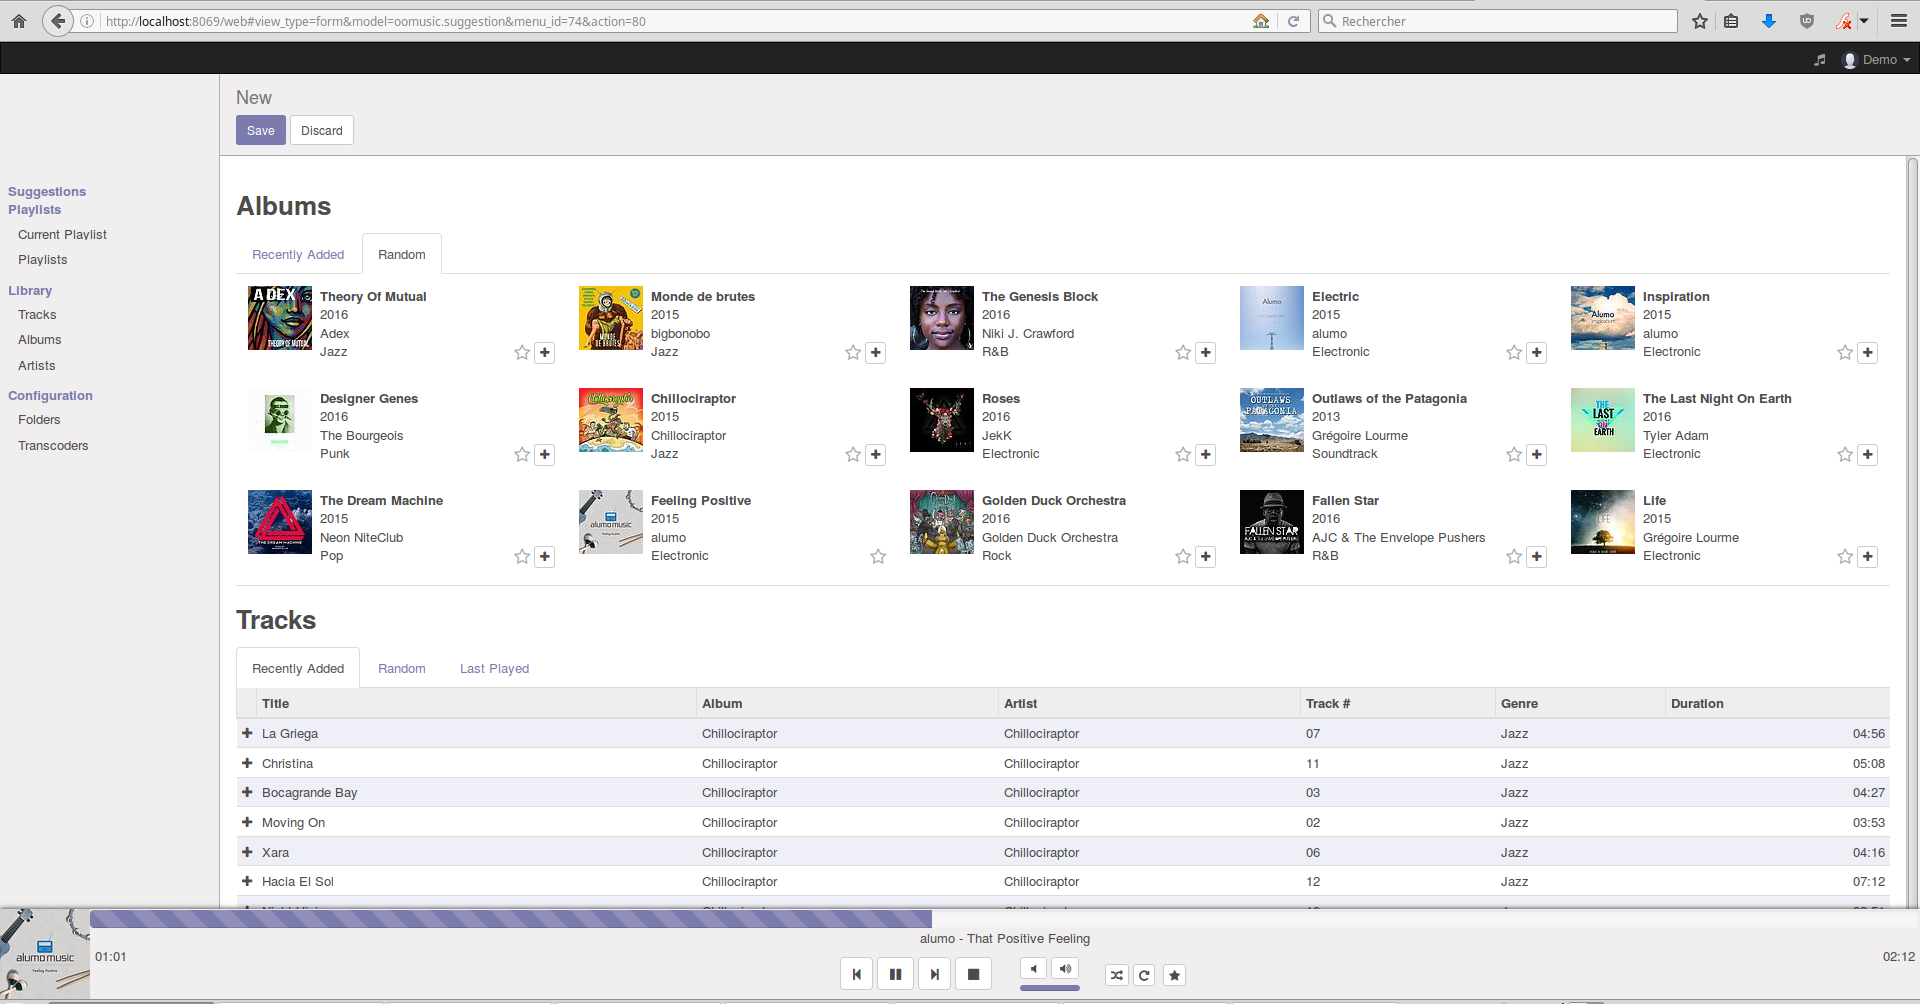 http://localhost:8069/web#view_type=form&model=oomusic.suggestion&menu_id=74&action=80
Rechercher
Demo
New
Save Discard
Suggestions
Playlists
Current Playlist
Playlists
Library
Tracks
Albums
Artists
Configuration
Folders
Transcoders
Albums
Recently Added Random
Theory Of Mutual
2016
Adex
Jazz
Monde de brutes
2015
bigbonobo
Jazz
The Genesis Block
2016
Niki J. Crawford
R&B
Electric
2015
alumo
Electronic
Inspiration
2015
alumo
Electronic
Designer Genes
2016
The Bourgeois
Punk
Chillociraptor
2015
Chillociraptor
Jazz
Roses
2016
JekK
Electronic
Outlaws of the Patagonia
2013
Grégoire Lourme
Soundtrack
The Last Night On Earth
2016
Tyler Adam
Electronic
The Dream Machine
2015
Neon NiteClub
Pop
Feeling Positive
2015
alumo
Electronic
Golden Duck Orchestra
2016
Golden Duck Orchestra
Rock
Fallen Star
2016
AJC & The Envelope Pushers
R&B
Life
2015
Grégoire Lourme
Electronic
Tracks
Recently Added Random Last Played
Title Album Artist Track # Genre Duration
La Griega Chillociraptor Chillociraptor 07 Jazz 04:56
Christina Chillociraptor Chillociraptor 11 Jazz 05:08
Bocagrande Bay Chillociraptor Chillociraptor 03 Jazz 04:27
Moving On Chillociraptor Chillociraptor 02 Jazz 03:53
Xara Chillociraptor Chillociraptor 06 Jazz 04:16
Hacia El Sol Chillociraptor Chillociraptor 12 Jazz 07:12
alumo music
Feeling Positive
alumo - That Positive Feeling
01:01
02:12